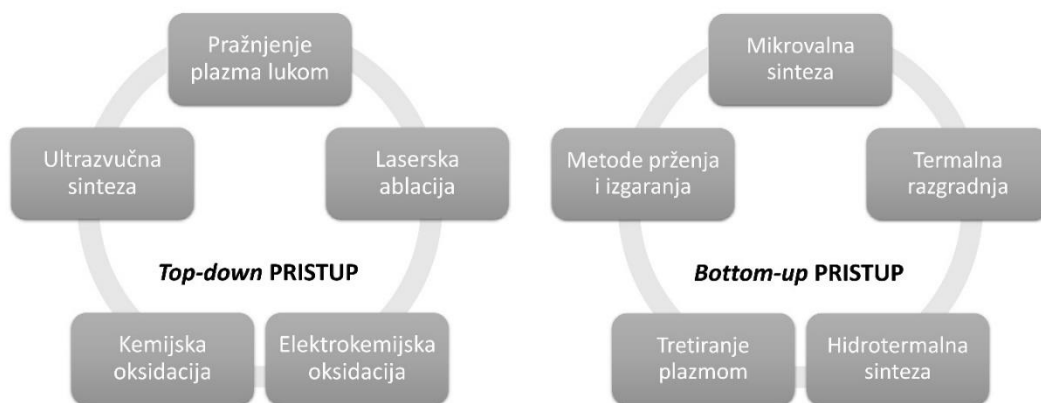 Pražnjenje
plazma lukom
Ultrazvučna
sinteza
Laserska
ablacija
Top-down PRISTUP
Kemijska
oksidacija
Elektrokemijska
oksidacija
Mikrovalna
sinteza
Metode prženja
i izgaranja
Termalna
razgradnja
Bottom-up PRISTUP
Tretiranje
plazmom
Hidrotermalna
sinteza